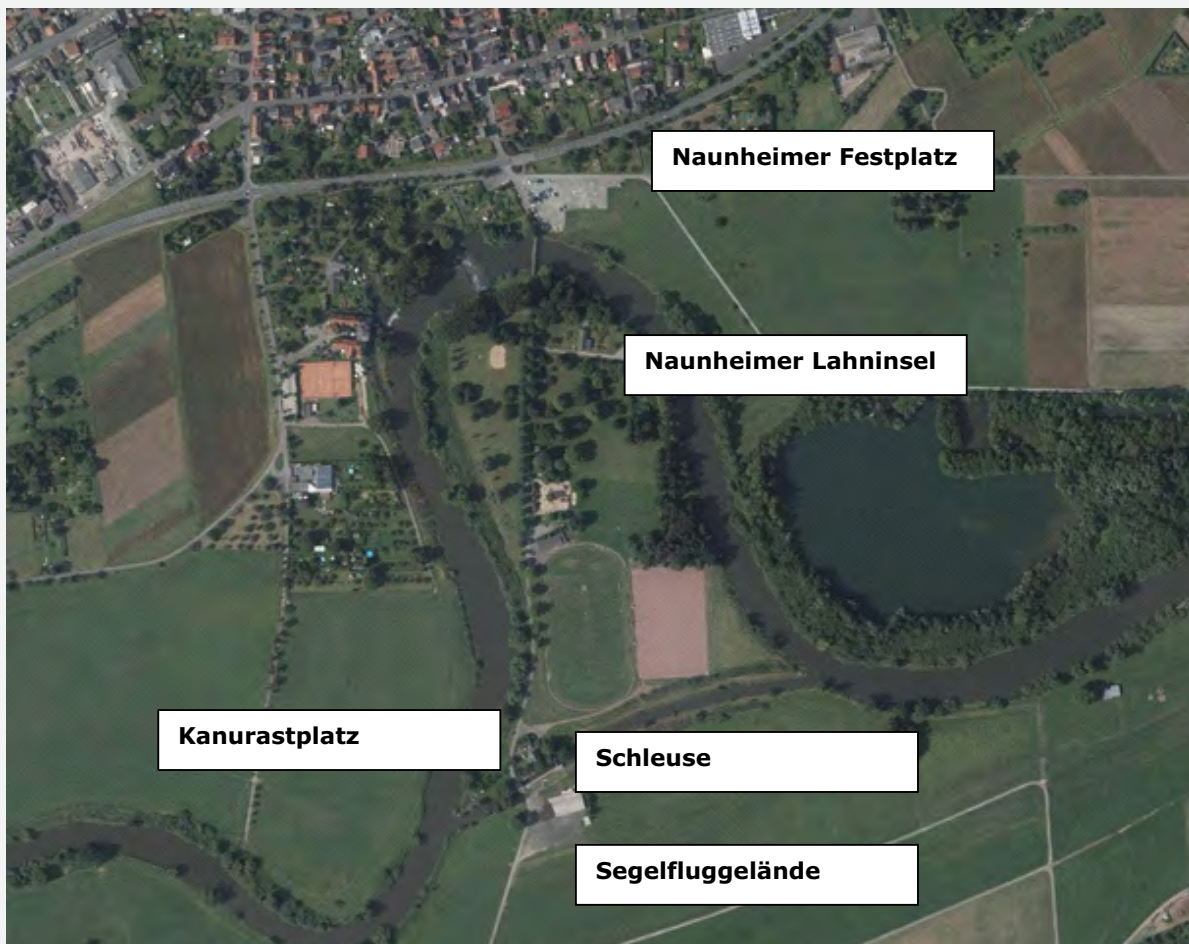 Naunheimer Festplatz
Naunheimer Lahninsel
Kanurastplatz
Schleuse
Segelfluggelände